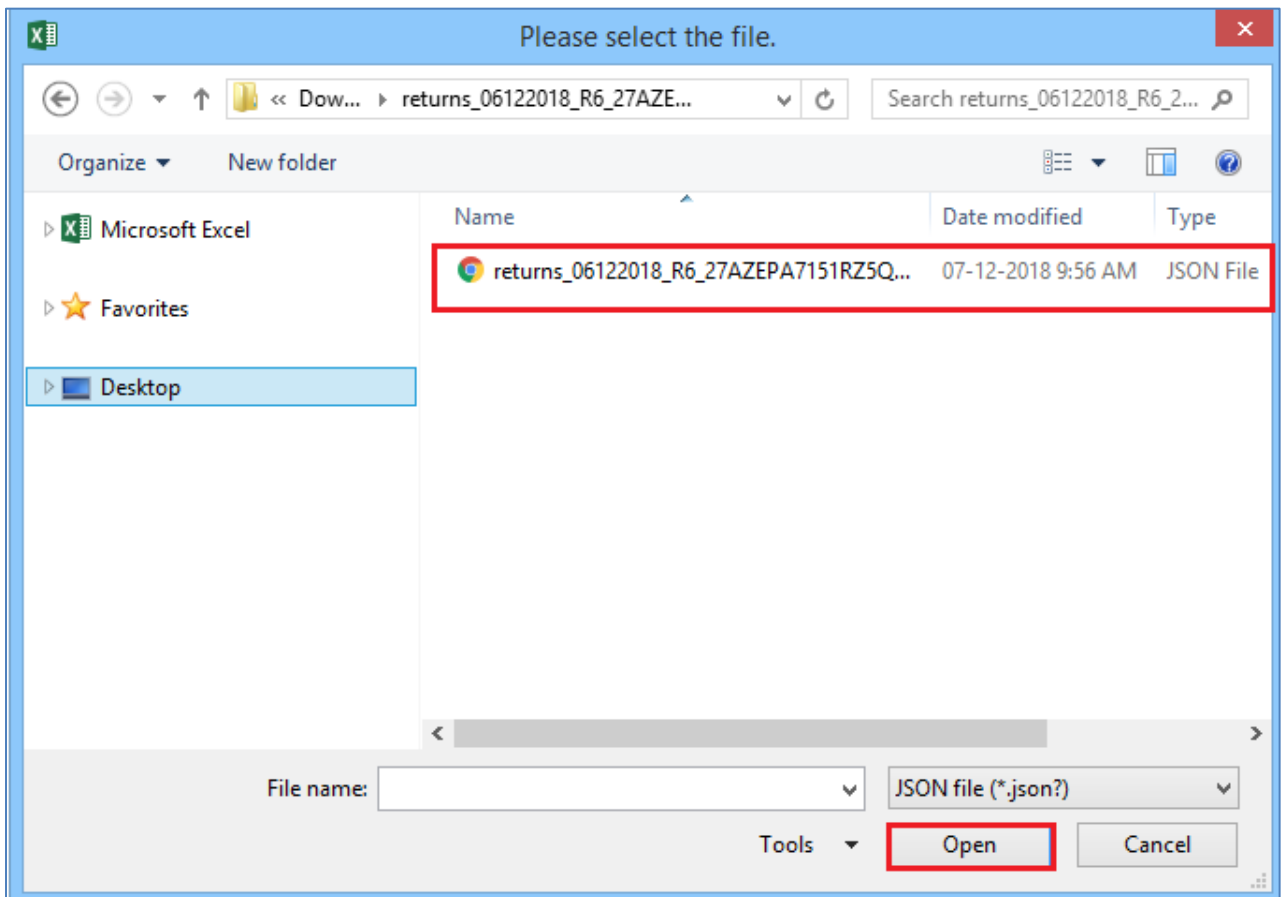 Please select the file.
« Dow... returns_06122018_R6_27AZE... Search returns_06122018_R6_2...
Organize New folder
Name Date modified Type
Microsoft Excel
returns_06122018_R6_27AZEPA7151RZ5Q... 07-12-2018 9:56 AM JSON File
Favorites
Desktop
File name: JSON file (*.json?)
Tools Open Cancel